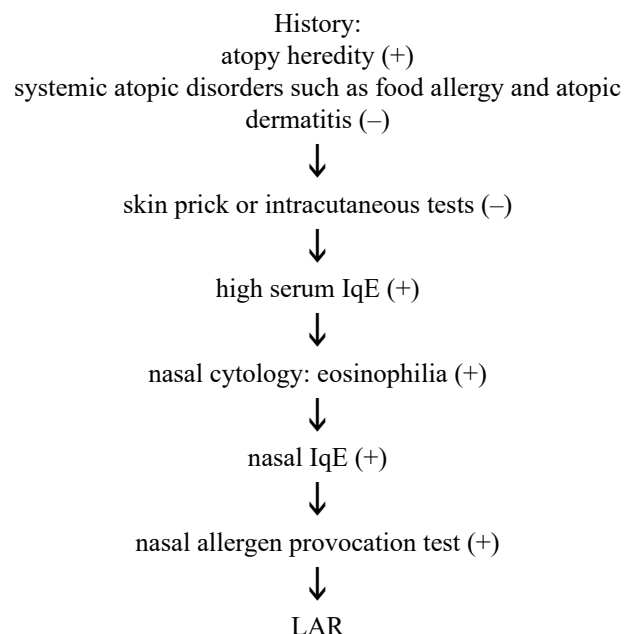 History:
atopy heredity (+)
systemic atopic disorders such as food allergy and atopic
dermatitis (–)
skin prick or intracutaneous tests (–)
high serum IqE (+)
nasal cytology: eosinophilia (+)
nasal IqE (+)
nasal allergen provocation test (+)
LAR